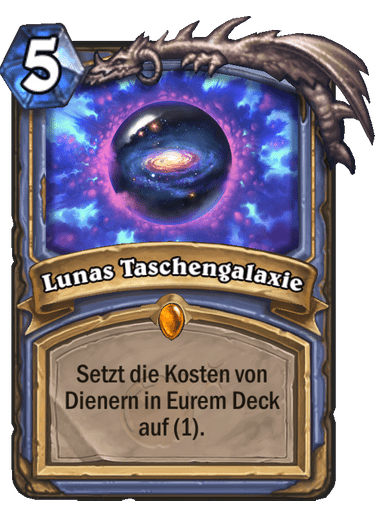 5
Lunas Taschengalaxie
Setzt die Kosten von
Dienern in Eurem Deck
auf (1).